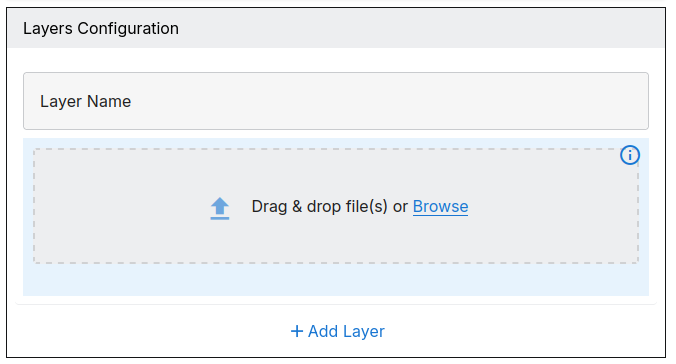 Layers Configuration
Layer Name
Drag & drop file(s) or Browse
+ Add Layer